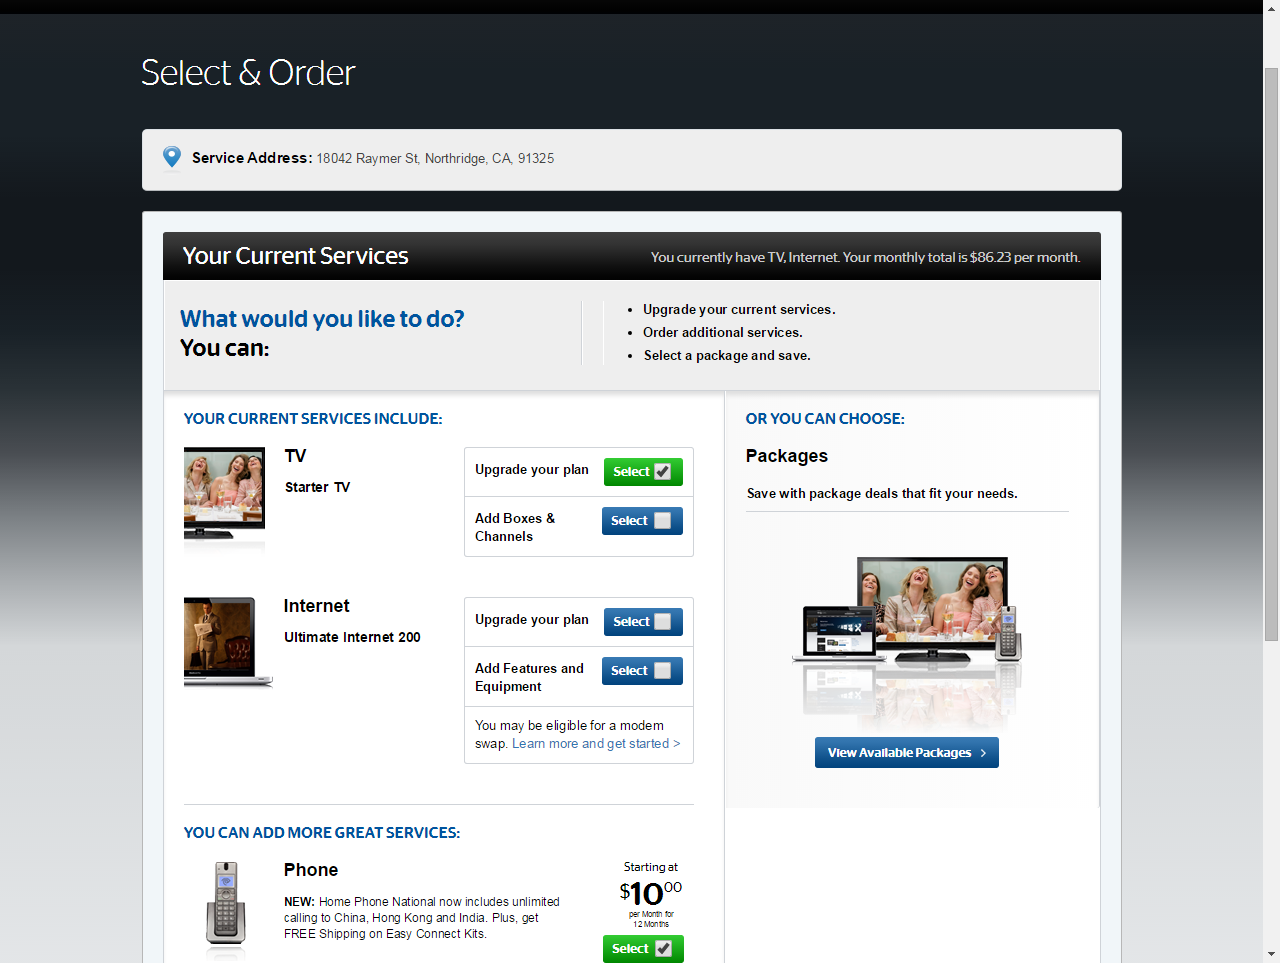 Select & Order
Service Address: 18042 Raymer St, Northridge, CA, 91325
Your Current Services
You currently have TV, Internet. Your monthly total is $86.23 per month.
What would you like to do?
You can:
• Upgrade your current services.
• Order additional services.
• Select a package and save.
YOUR CURRENT SERVICES INCLUDE:
TV
Starter TV
Upgrade your plan
Select
Add Boxes &
Channels
Select
Internet
Ultimate Internet 200
Upgrade your plan
Select
Add Features and
Equipment
Select
You may be eligible for a modem
swap. Learn more and get started >
YOU CAN ADD MORE GREAT SERVICES:
Phone
NEW: Home Phone National now includes unlimited
calling to China, Hong Kong and India. Plus, get
FREE Shipping on Easy Connect Kits.
Starting at
$1000
per Month for
12 Months
Select
OR YOU CAN CHOOSE:
Packages
Save with package deals that fit your needs.
View Available Packages >